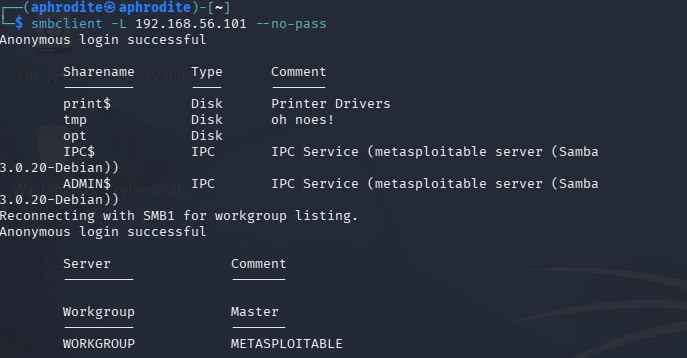 ┌──(aphrodite㉿aphrodite)-[~]
└─$ smbclient -L 192.168.56.101 --no-pass
Anonymous login successful
Sharename Type Comment
--------- ---- -------
print$ Disk Printer Drivers
tmp Disk oh noes!
opt Disk
IPC$ IPC IPC Service (metasploitable server (Samba
3.0.20-Debian))
ADMIN$ IPC IPC Service (metasploitable server (Samba
3.0.20-Debian))
Reconnecting with SMB1 for workgroup listing.
Anonymous login successful
Server Comment
--------- -------
Workgroup Master
--------- -------
WORKGROUP METASPLOITABLE